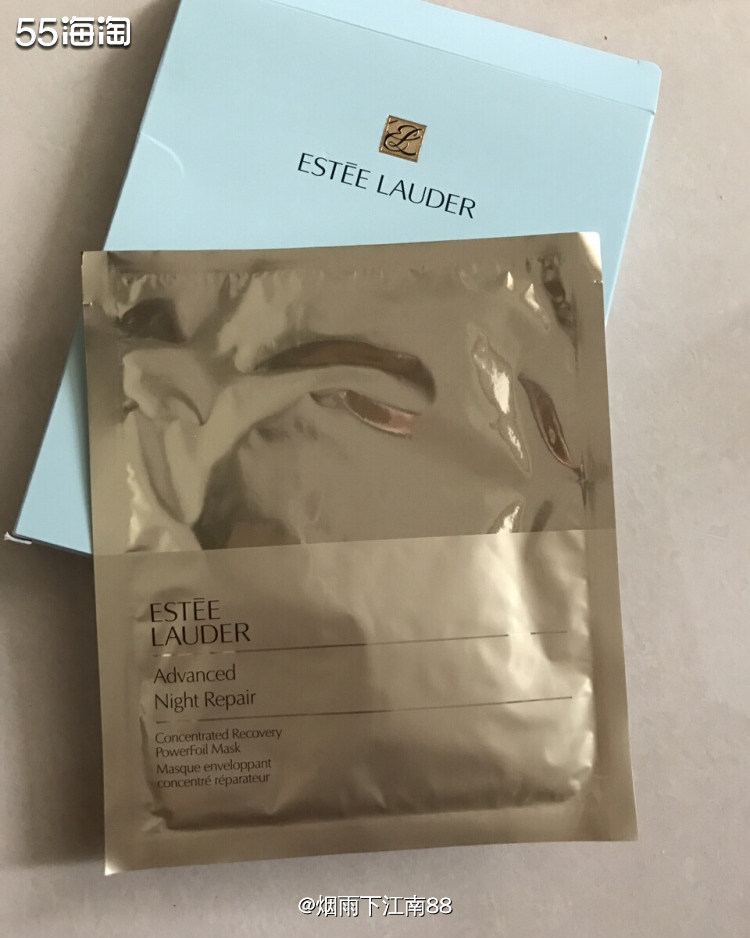 55海淘
ESTĒE LAUDER
ESTĒE
LAUDER
Advanced
Night Repair
Concentrated Recovery
PowerFoil Mask
Masque enveloppant
concentré réparateur
@烟雨下江南88